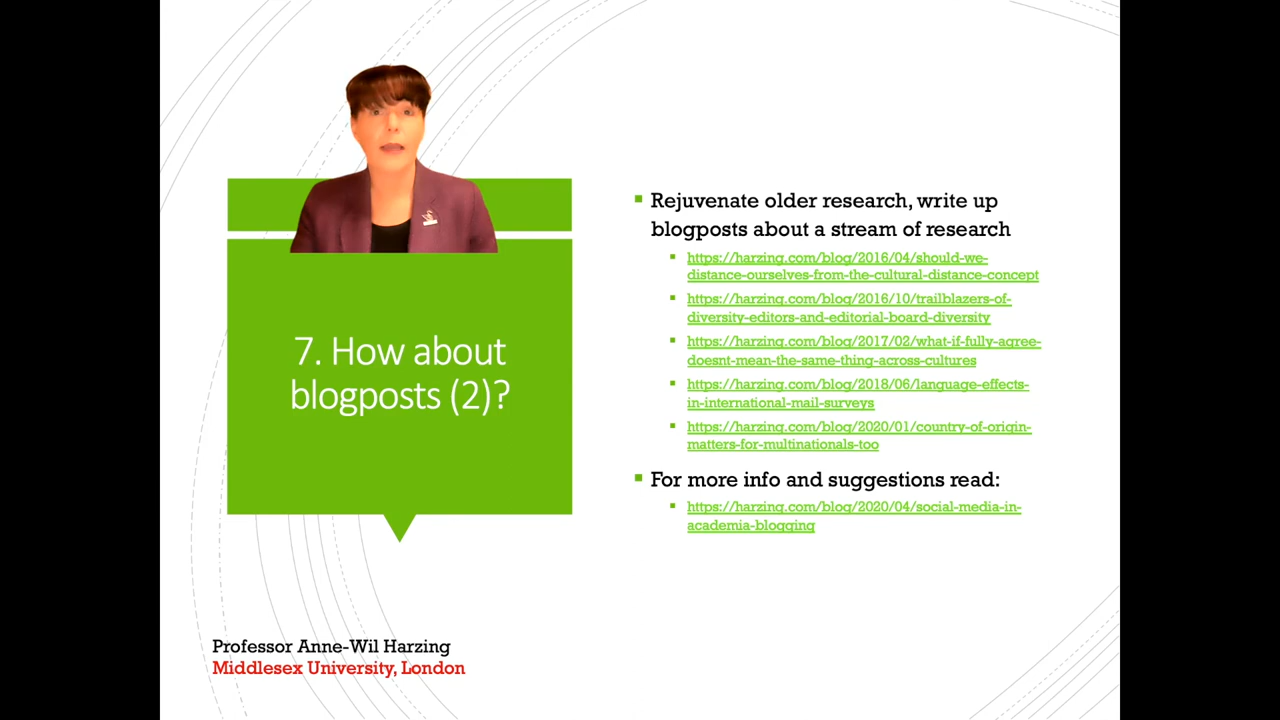 7. How about
blogposts (2)?
Rejuvenate older research, write up
blogposts about a stream of research
https://harzing.com/blog/2016/04/should-we-
distance-ourselves-from-the-cultural-distance-concept
https://harzing.com/blog/2016/10/trailblazers-of-
diversity-editors-and-editorial-board-diversity
https://harzing.com/blog/2017/02/what-if-fully-agree-
doesnt-mean-the-same-thing-across-cultures
https://harzing.com/blog/2018/06/language-effects-
in-international-mail-surveys
https://harzing.com/blog/2020/01/country-of-origin-
matters-for-multinationals-too
For more info and suggestions read:
https://harzing.com/blog/2020/04/social-media-in-
academia-blogging
Professor Anne-Wil Harzing
Middlesex University, London